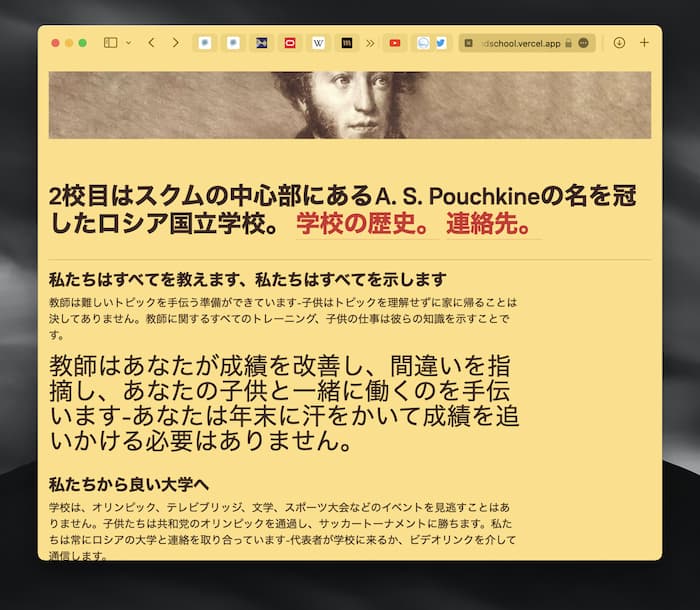 dschool.vercel.app
2校目はスクムの中心部にあるA. S. Pouchkineの名を冠
したロシア国立学校。 学校の歴史。 連絡先。
私たちはすべてを教えます、私たちはすべてを示します
教師は難しいトピックを手伝う準備ができています-子供はトピックを理解せずに家に帰ることは
決してありません。教師に関するすべてのトレーニング、子供の仕事は彼らの知識を示すことで
す。
教師はあなたが成績を改善し、間違いを指
摘し、あなたの子供と一緒に働くのを手伝
います-あなたは年末に汗をかいて成績を追
いかける必要はありません。
私たちから良い大学へ
学校は、オリンピック、テレビブリッジ、文学、スポーツ大会などのイベントを見逃すことはあ
りません。子供たちは共和党のオリンピックを通過し、サッカートーナメントに勝ちます。私た
ちは常にロシアの大学と連絡を取り合っています-代表者が学校に来るか、ビデオリンクを介して
通信します。